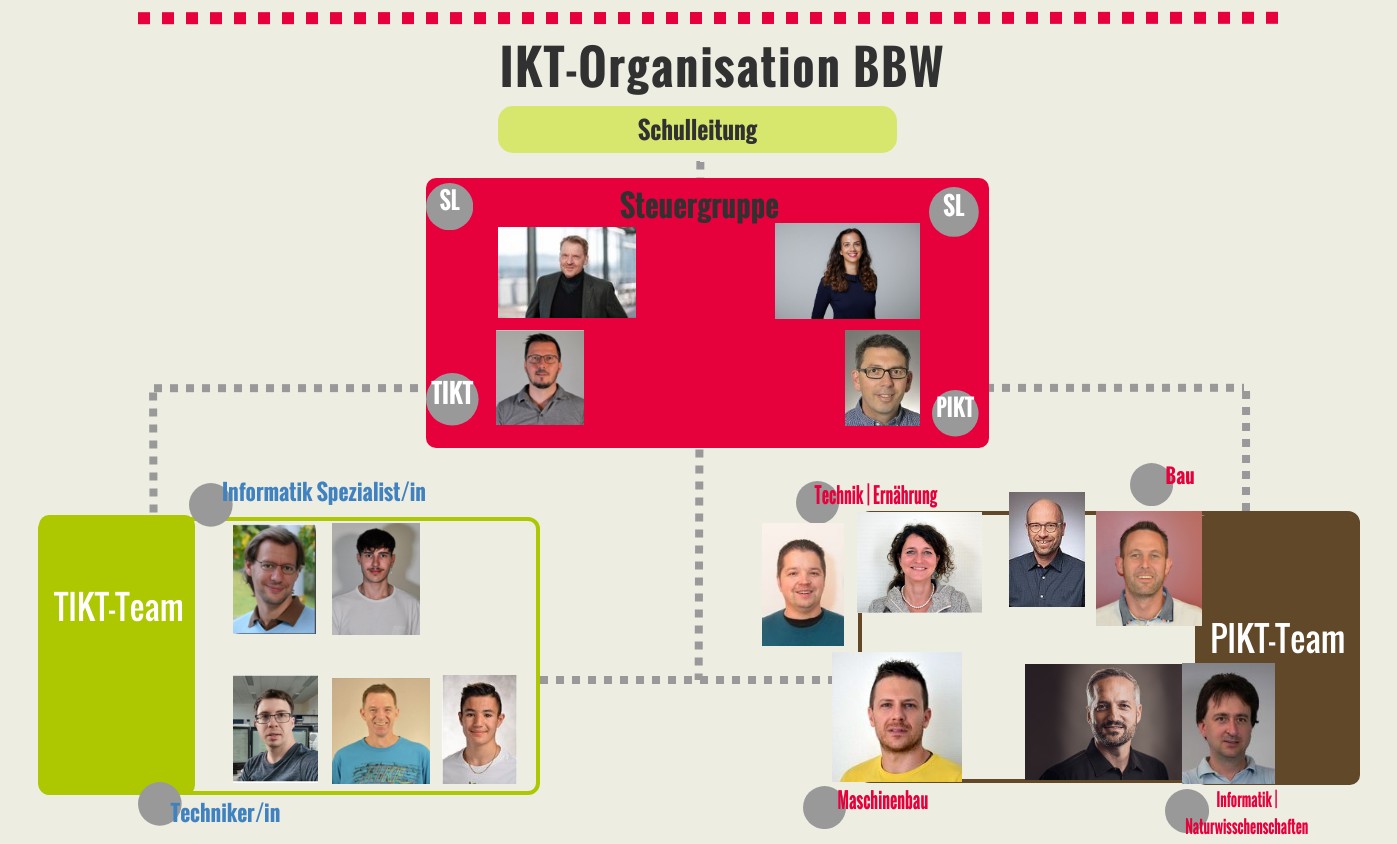 IKT-Organisation BBW
Schulleitung
SL
Steuergruppe
SL
TIKT
PIKT
Informatik Spezialist/in
Technik | Ernährung
Bau
TIKT-Team
PIKT-Team
Techniker/in
Maschinenbau
Informatik |
Naturwisschenschaften